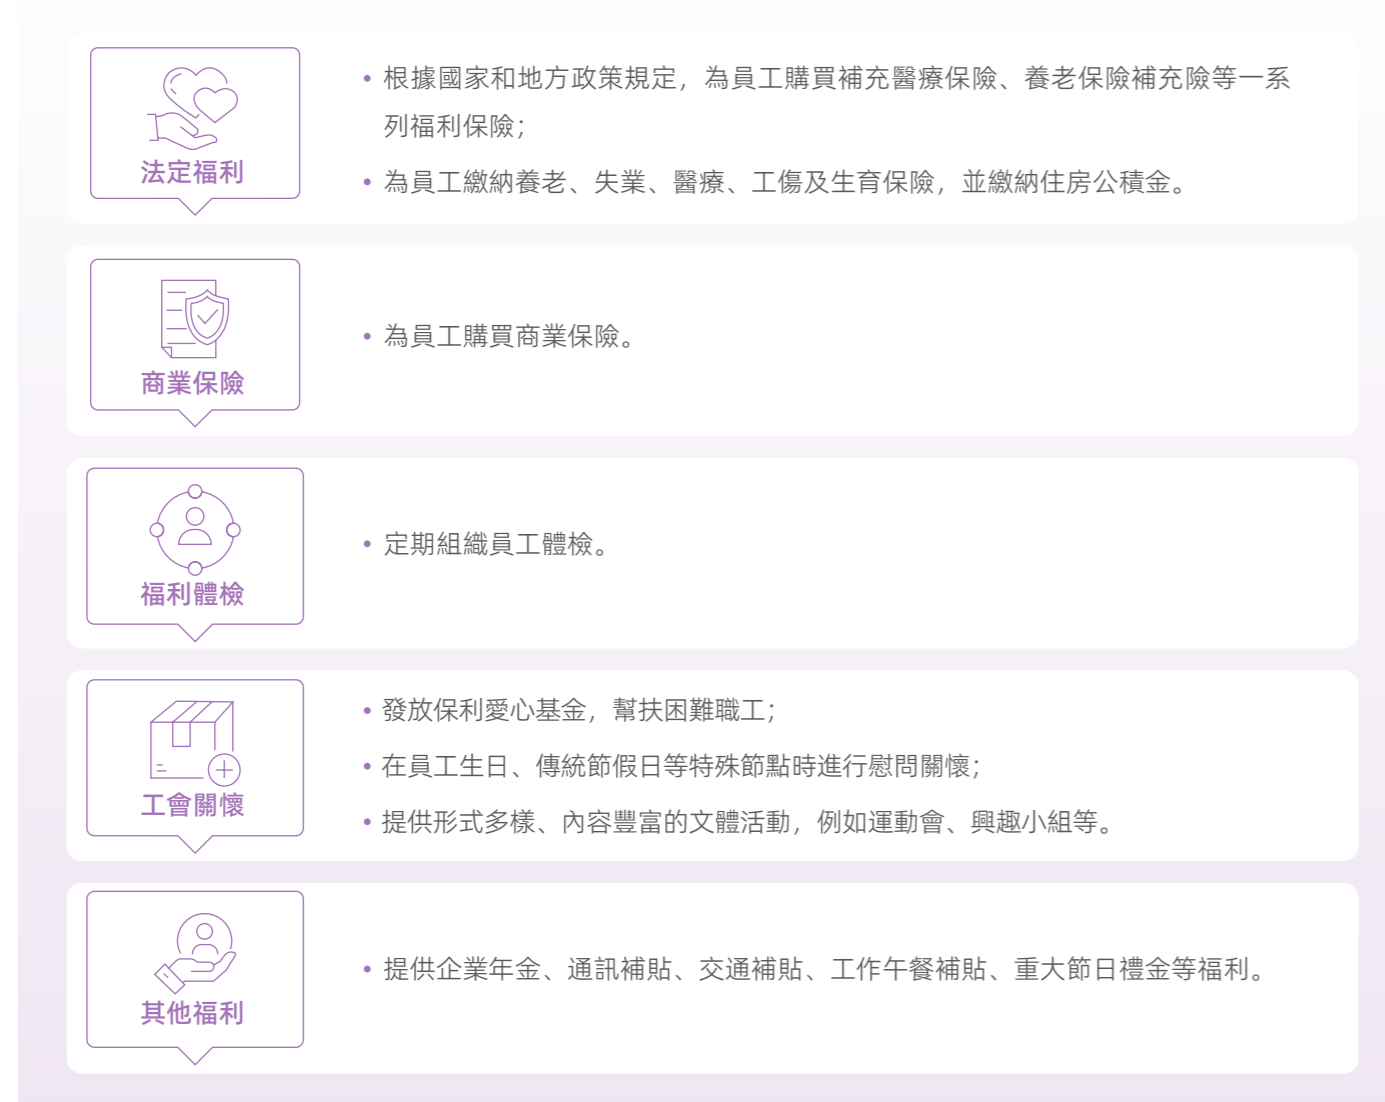 法定福利
• 根據國家和地方政策規定，為員工購買補充醫療保險、養老保險補充險等一系
列福利保險；
• 為員工繳納養老、失業、醫療、工傷及生育保險，並繳納住房公積金。
商業保險
• 為員工購買商業保險。
福利體檢
• 定期組織員工體檢。
工會關懷
• 發放保利愛心基金，幫扶困難職工；
• 在員工生日、傳統節假日等特殊節點時進行慰問關懷；
• 提供形式多樣、內容豐富的文體活動，例如運動會、興趣小組等。
其他福利
• 提供企業年金、通訊補貼、交通補貼、工作午餐補貼、重大節日禮金等福利。